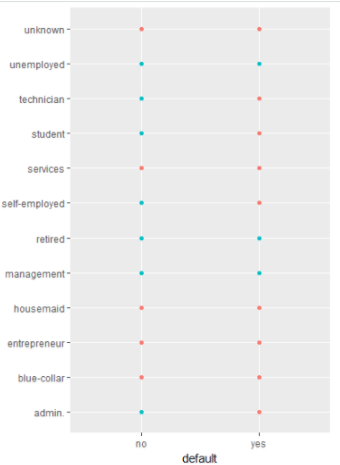 unknown
unemployed
technician
student
services
self-employed
retired
management
housemaid
entrepreneur
blue-collar
admin.
no yes
default